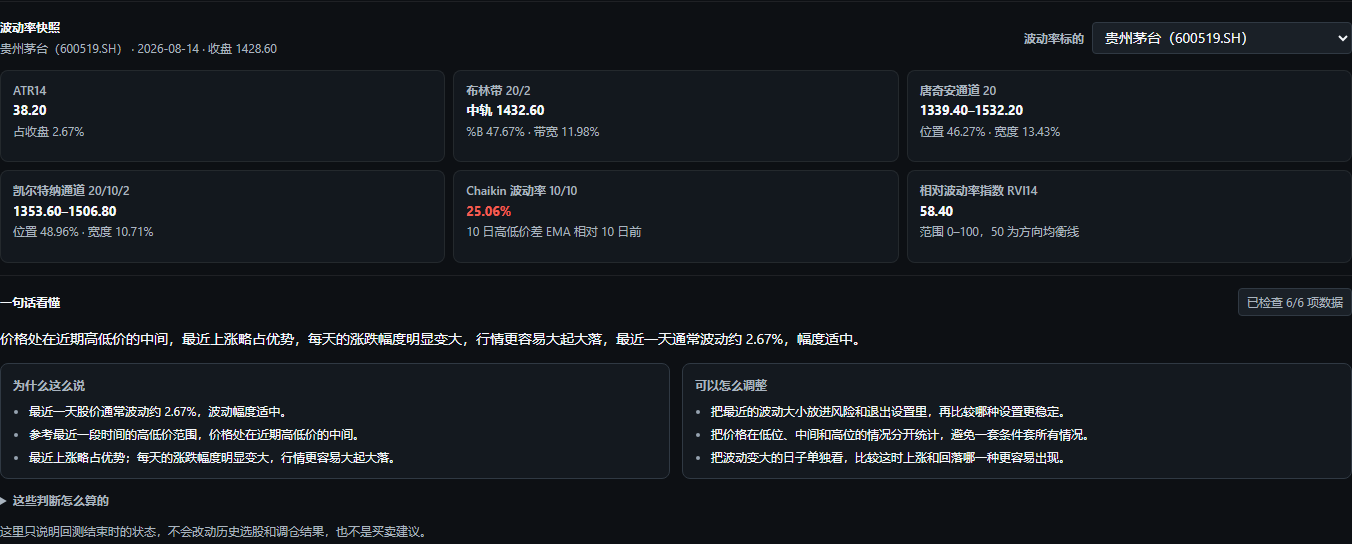 波动率快照
贵州茅台（600519.SH） · 2026-08-14 · 收盘 1428.60
波动率标的
贵州茅台（600519.SH）
ATR14
38.20
占收盘 2.67%
布林带 20/2
中轨 1432.60
%B 47.67% · 带宽 11.98%
唐奇安通道 20
1339.40–1532.20
位置 46.27% · 宽度 13.43%
凯尔特纳通道 20/10/2
1353.60–1506.80
位置 48.96% · 宽度 10.71%
Chaikin 波动率 10/10
25.06%
10 日高低价差 EMA 相对 10 日前
相对波动率指数 RVI14
58.40
范围 0–100，50 为方向均衡线
一句话看懂
已检查 6/6 项数据
价格处在近期高低价的中间，最近上涨略占优势，每天的涨跌幅度明显变大，行情更容易大起大落，最近一天通常波动约 2.67%，幅度适中。
为什么这么说
• 最近一天股价通常波动约 2.67%，波动幅度适中。
• 参考最近一段时间的高低价范围，价格处在近期高低价的中间。
• 最近上涨略占优势；每天的涨跌幅度明显变大，行情更容易大起大落。
可以怎么调整
• 把最近的波动大小放进风险和退出设置里，再比较哪种设置更稳定。
• 把价格在低位、中间和高位的情况分开统计，避免一套条件套所有情况。
• 把波动变大的日子单独看，比较这时上涨和回落哪一种更容易出现。
这些判断怎么算的
这里只说明回测结束时的状态，不会改动历史选股和调仓结果，也不是买卖建议。